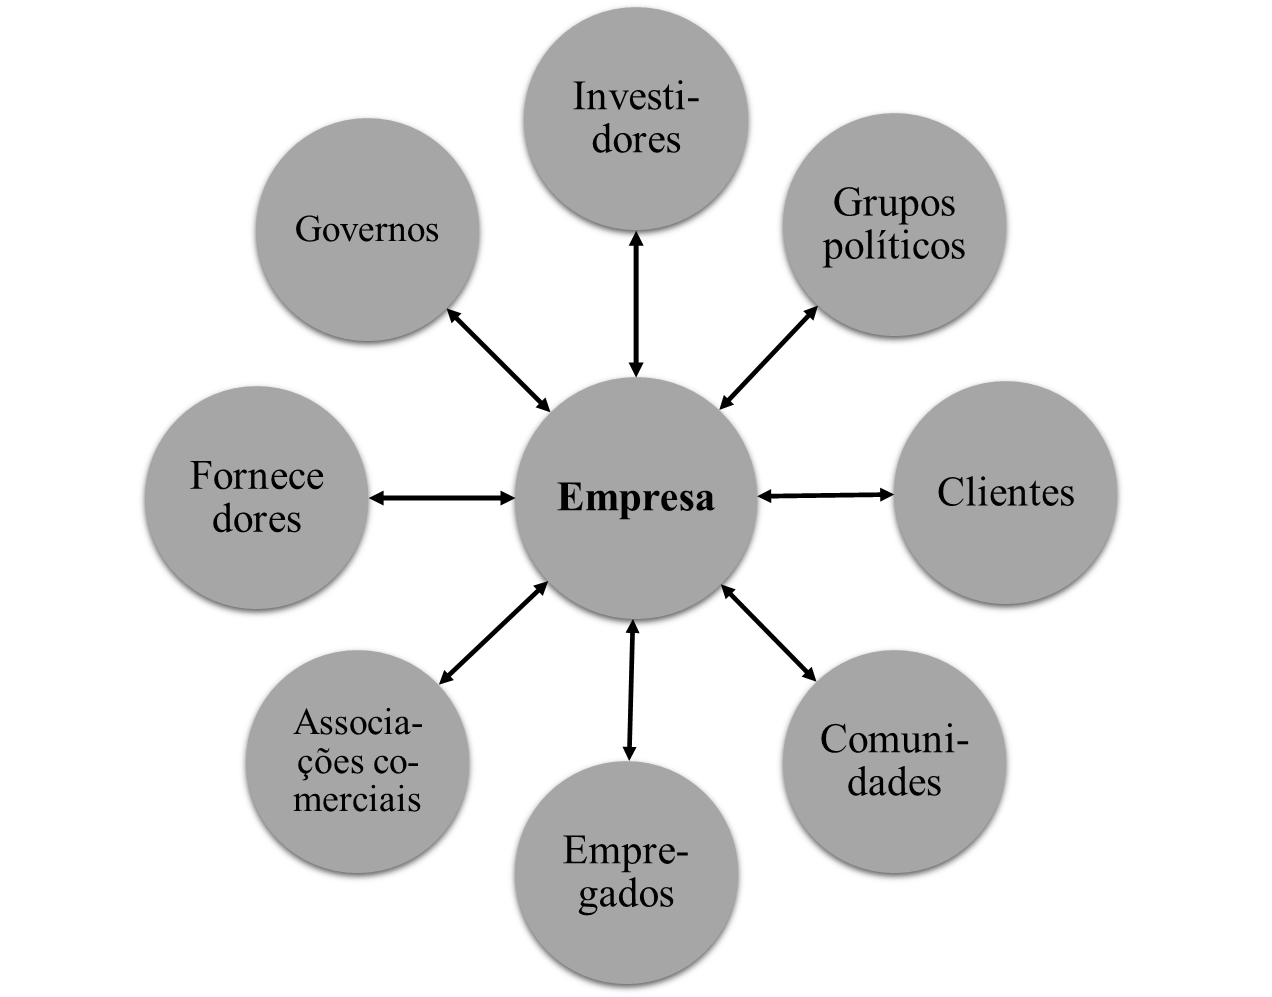 Investi-
dores
Grupos
políticos
Governos
Fornece
dores
Empresa
Clientes
Associa-
ções co-
merciais
Comuni-
dades
Empre-
gados